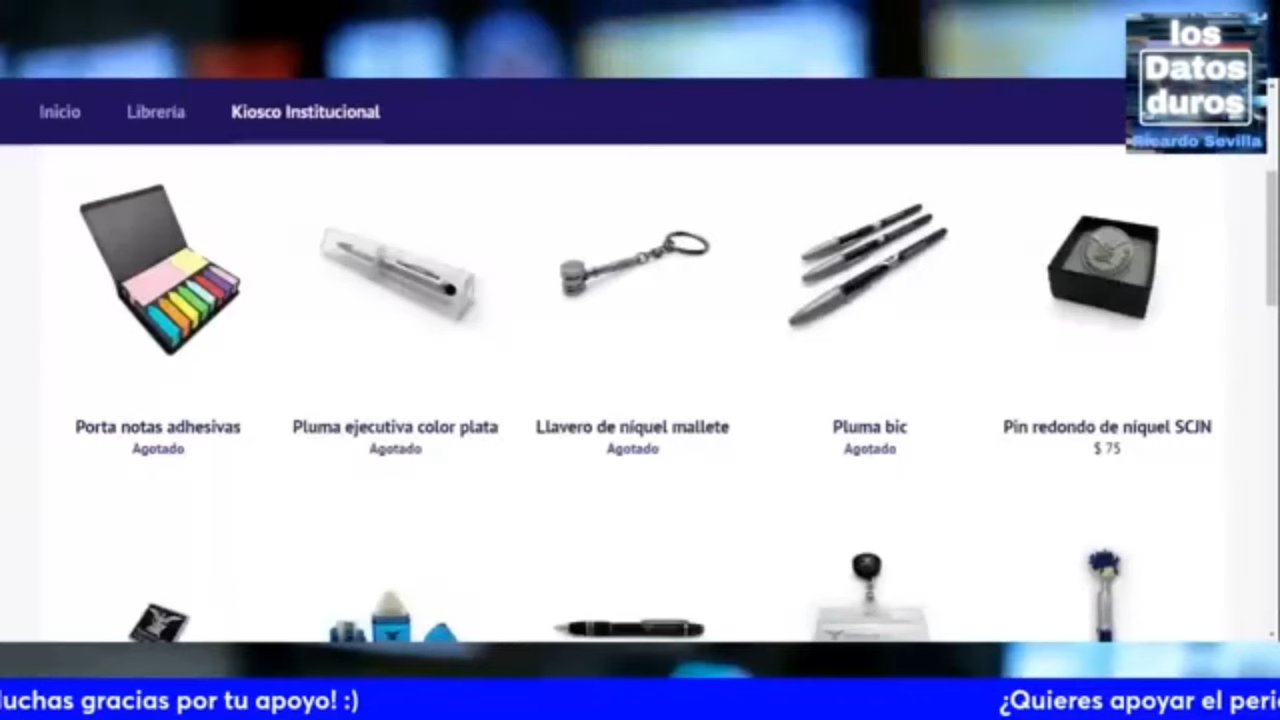 los
Datos
duros
Ricardo Sevilla
Inicio Librería Kiosco Institucional
Porta notas adhesivas Pluma ejecutiva color plata Llavero de níquel mallete Pluma bic Pin redondo de níquel SCJN
Agotado Agotado Agotado Agotado $ 75
gracias por tu apoyo! :) ¿Quieres apoyar el